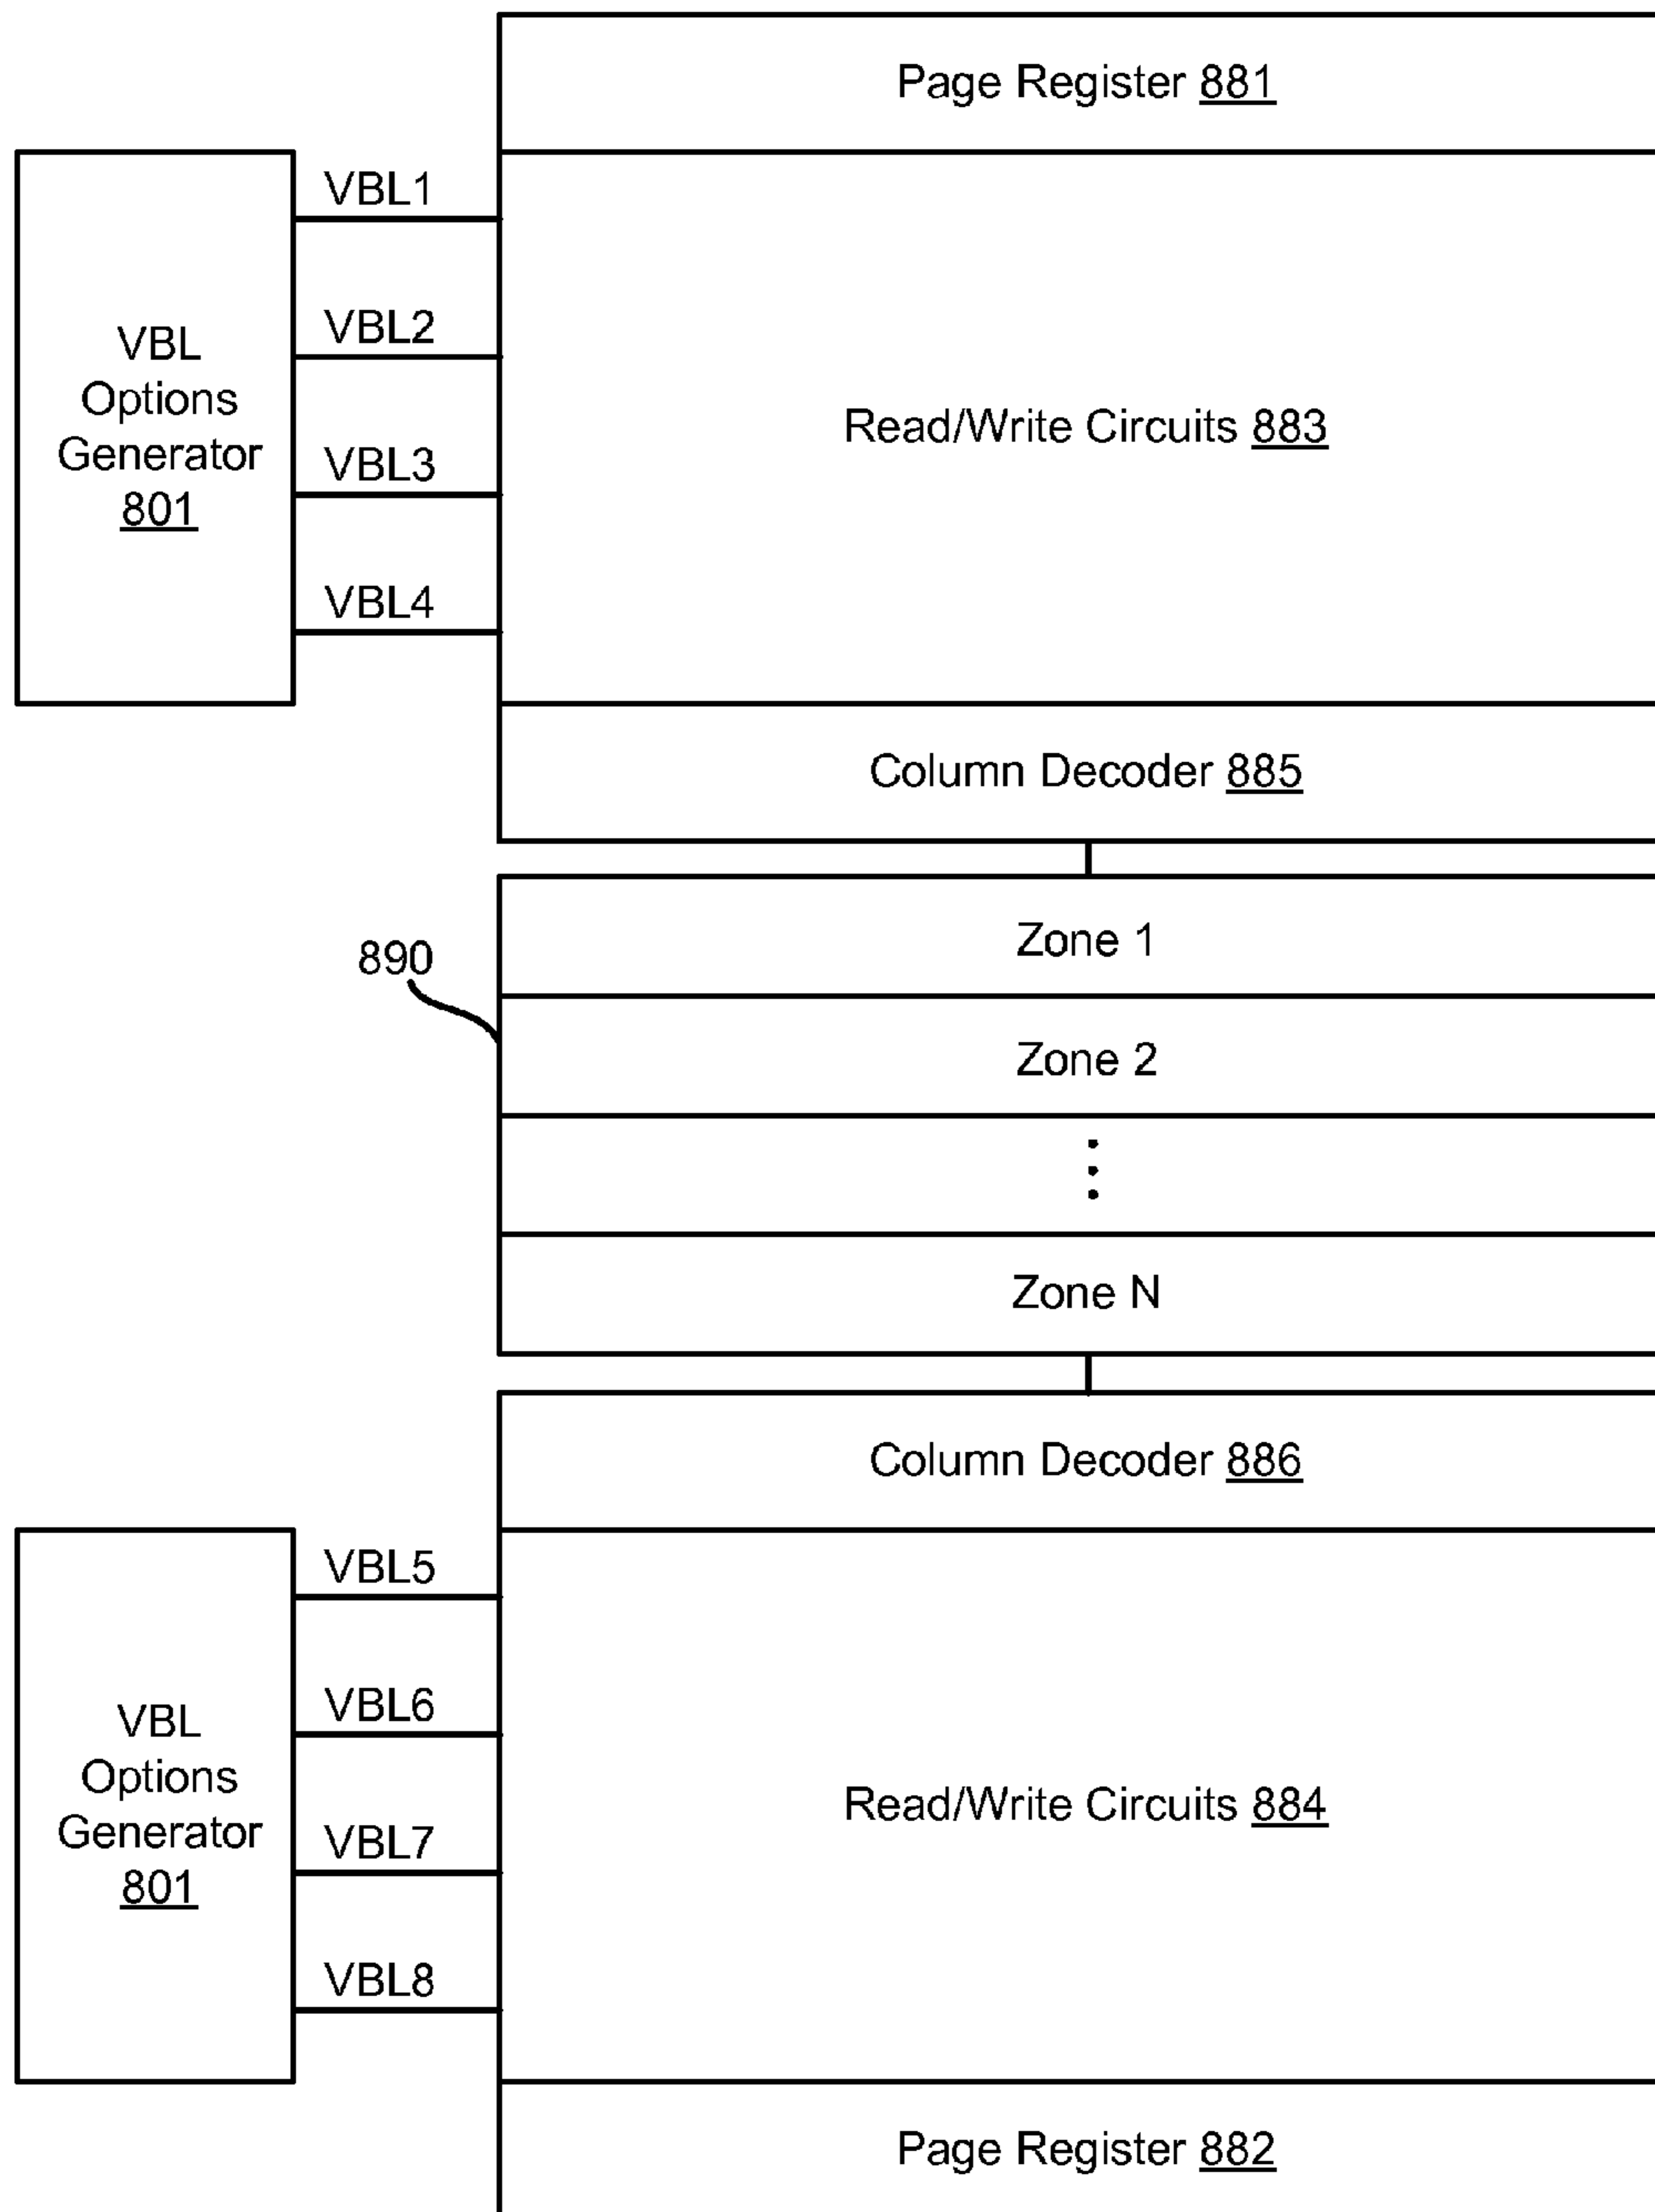 Page Register 881
VBL
Options
Generator
801
VBL1
VBL2
VBL3
VBL4
Read/Write Circuits 883
Column Decoder 885
890
Zone 1
Zone 2
⋮
Zone N
Column Decoder 886
VBL
Options
Generator
801
VBL5
VBL6
VBL7
VBL8
Read/Write Circuits 884
Page Register 882